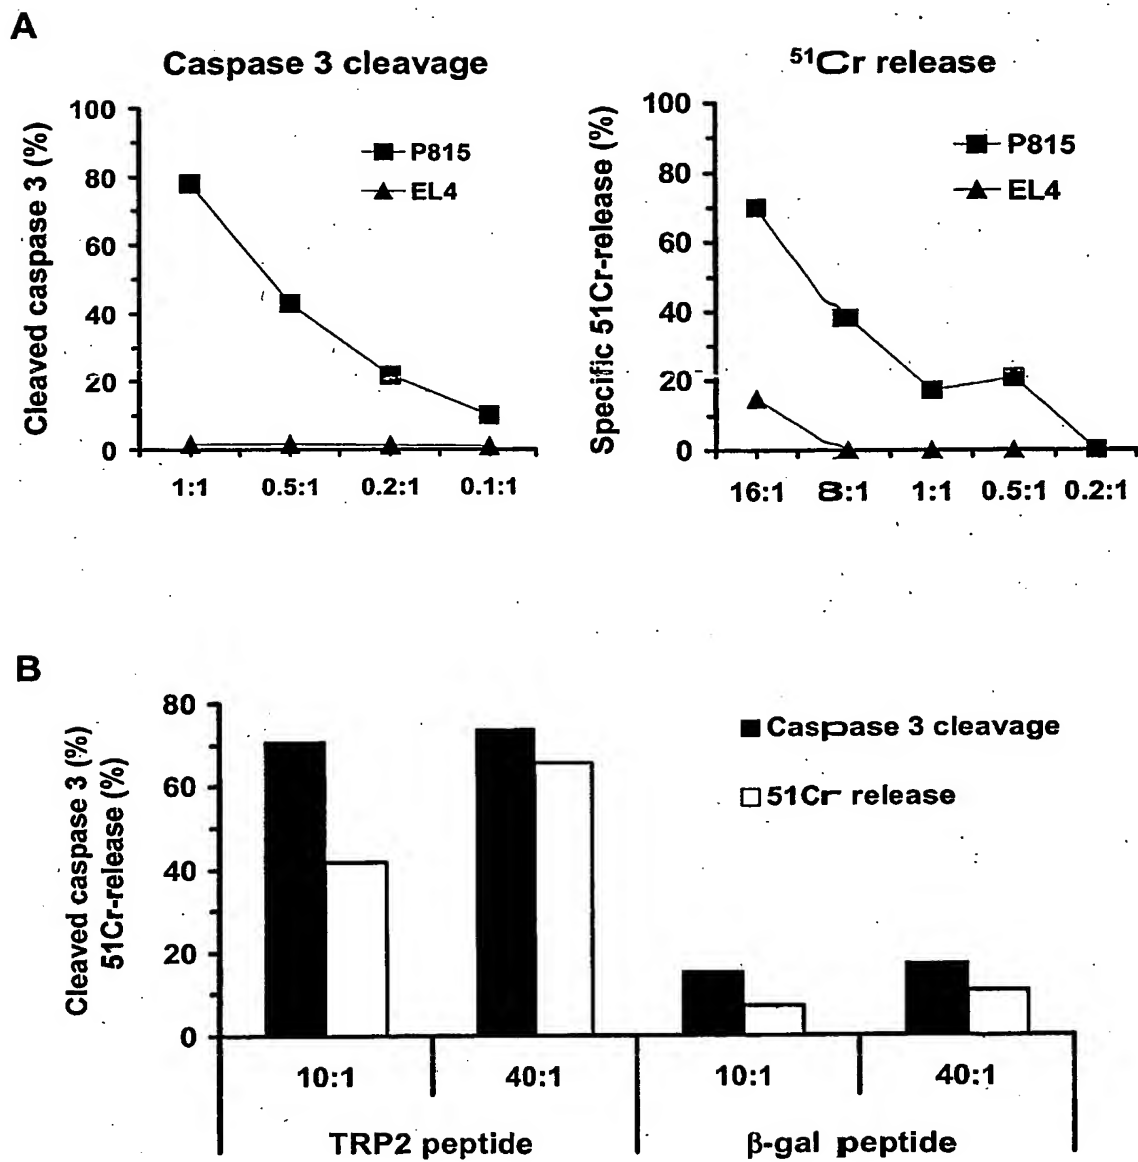 A
Caspase 3 cleavage
Cleaved caspase 3 (%)
100
80
60
40
20
0
P815
EL4
1:1 0.5:1 0.2:1 0.1:1
51Cr release
Specific 51Cr-release (%)
100
80
60
40
20
0
P815
EL4
16:1 8:1 1:1 0.5:1 0.2:1
B
Cleaved caspase 3 (%)
51Cr-release (%)
80
60
40
20
0
Caspase 3 cleavage
51Cr release
10:1 40:1 10:1 40:1
TRP2 peptide β-gal peptide